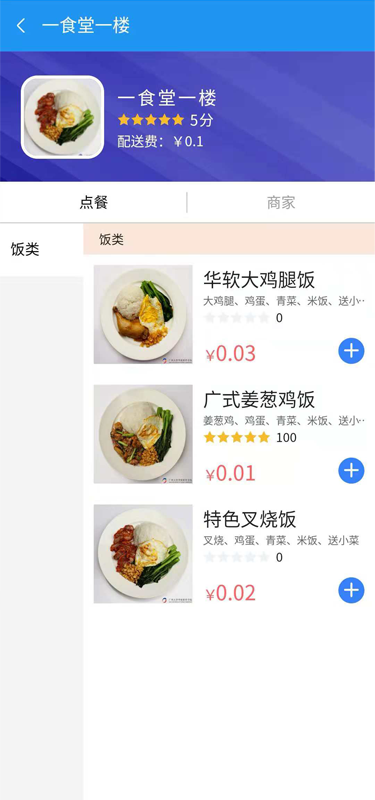 一食堂一楼
一食堂一楼
5分
配送费：￥0.1
点餐
商家
饭类
饭类
华软大鸡腿饭
大鸡腿、鸡蛋、青菜、米饭、送小…
0
￥0.03
广式姜葱鸡饭
姜葱鸡、鸡蛋、青菜、米饭、送小…
100
￥0.01
特色叉烧饭
叉烧、鸡蛋、青菜、米饭、送小菜
0
￥0.02